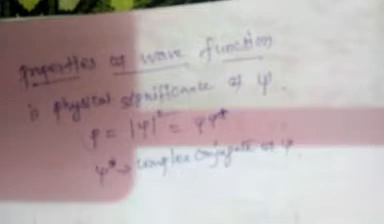 Properties of wave function
i) physical significance of ψ.
P = |ψ|² = ψψ*
ψ* → complex conjugate of ψ.